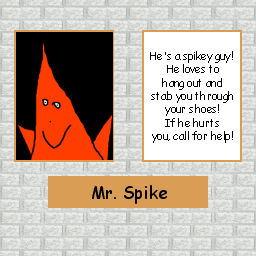 He's a spikey guy!
He loves to
hang out and
stab you through
your shoes!
If he hurts
you, call for help!
Mr. Spike